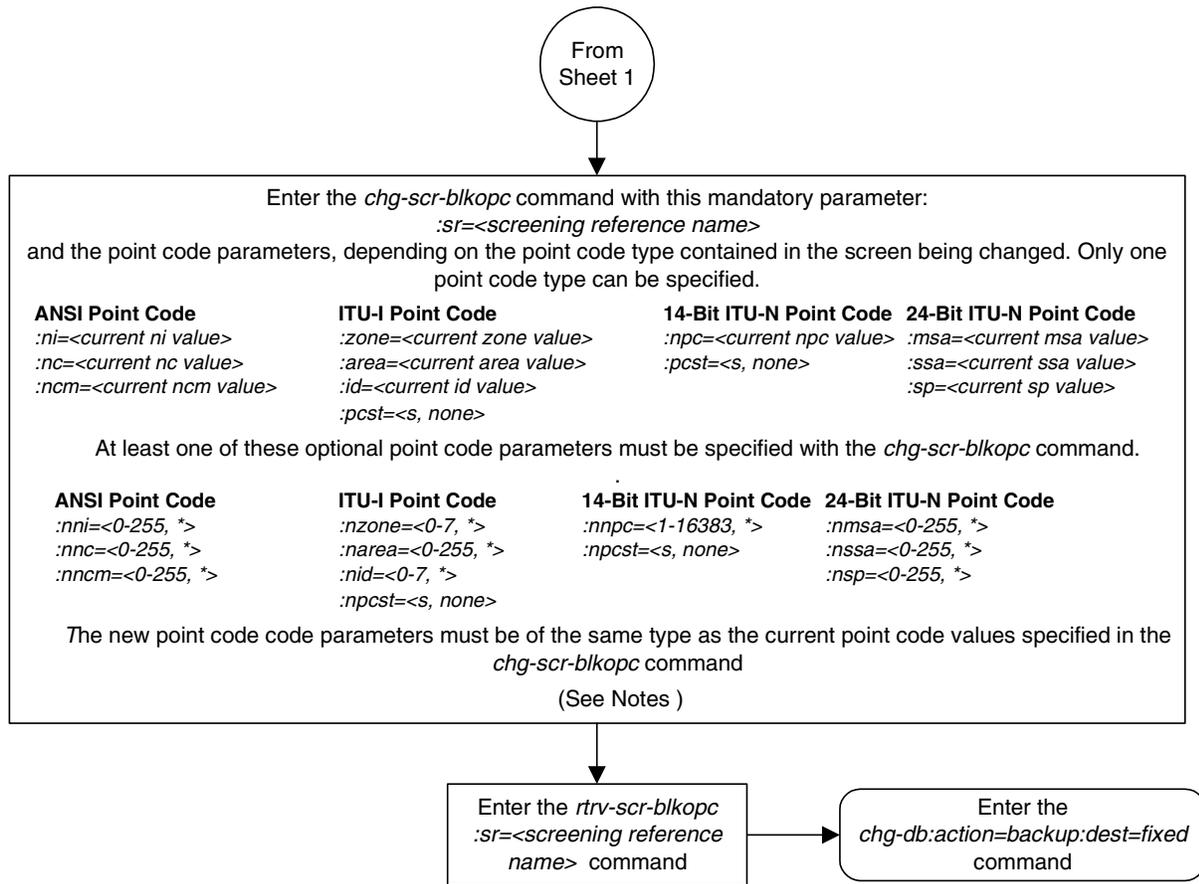 From
Sheet 1
Enter the chg-scr-blkopc command with this mandatory parameter:
:sr=<screening reference name>
and the point code parameters, depending on the point code type contained in the screen being changed. Only one
point code type can be specified.
ANSI Point Code ITU-I Point Code 14-Bit ITU-N Point Code 24-Bit ITU-N Point Code
:ni=<current ni value> :zone=<current zone value> :npc=<current npc value> :msa=<current msa value>
:nc=<current nc value> :area=<current area value> :pcst=<s, none> :ssa=<current ssa value>
:ncm=<current ncm value> :id=<current id value> :sp=<current sp value>
:pcst=<s, none>
At least one of these optional point code parameters must be specified with the chg-scr-blkopc command.
.
ANSI Point Code ITU-I Point Code 14-Bit ITU-N Point Code 24-Bit ITU-N Point Code
:nni=<0-255, *> :nzone=<0-7, *> :nnpc=<1-16383, *> :nmsa=<0-255, *>
:nnc=<0-255, *> :narea=<0-255, *> :npcst=<s, none> :nssa=<0-255, *>
:nncm=<0-255, *> :nid=<0-7, *> :nsp=<0-255, *>
:npcst=<s, none>
The new point code code parameters must be of the same type as the current point code values specified in the
chg-scr-blkopc command
(See Notes )
Enter the rtrv-scr-blkopc
:sr=<screening reference
name> command
Enter the
chg-db:action=backup:dest=fixed
command